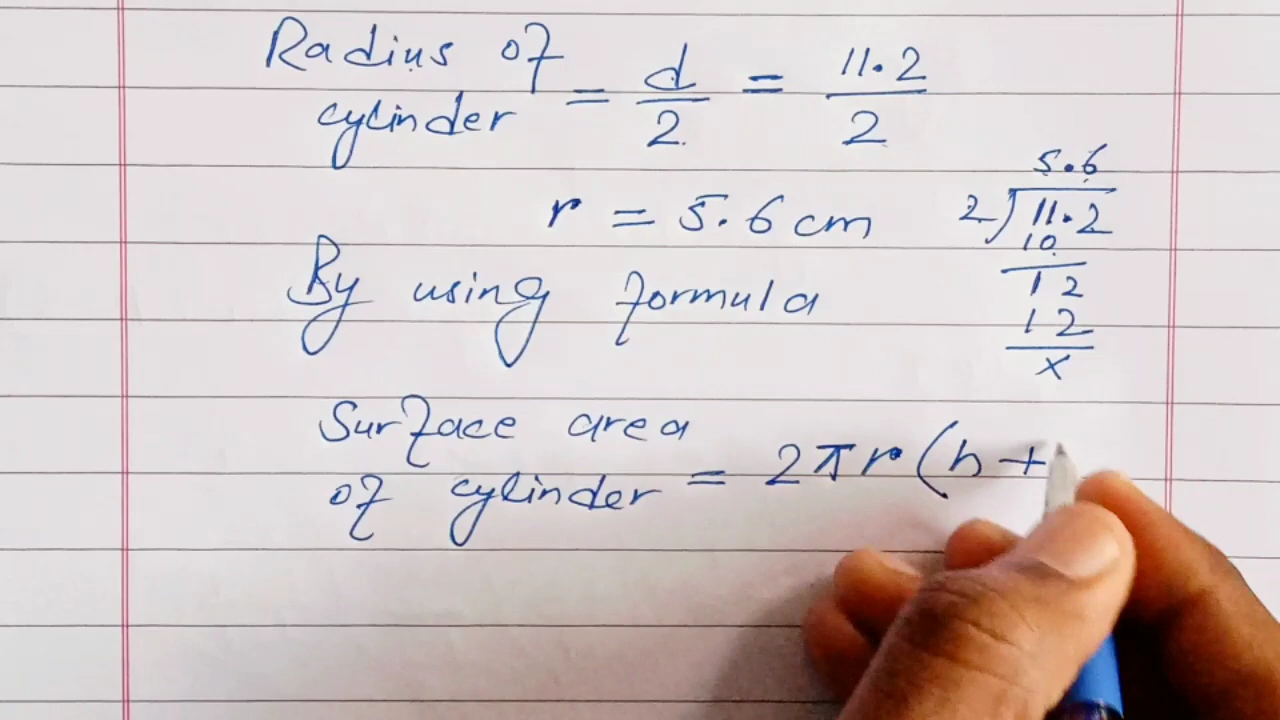 Radius of cylinder = d/2 = 11.2/2
r = 5.6 cm
5.6
2)11.2
10
12
12
x
By using formula
Surface area of cylinder = 2πr(h+